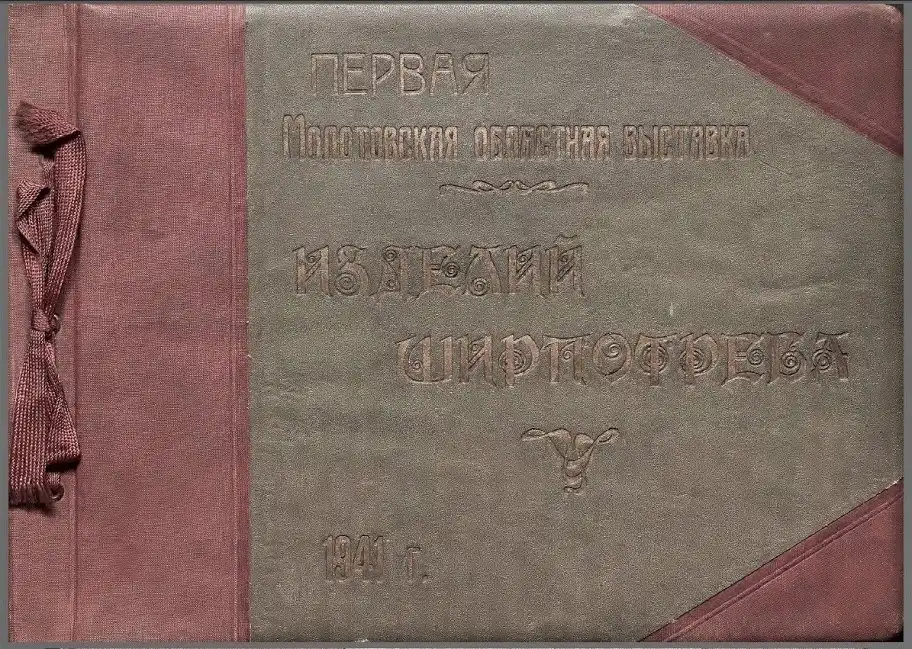 ПЕРВАЯ
Молотовская областная выставка
ИЗДЕЛИЙ
ШИРПОТРЕБА
1941 г.